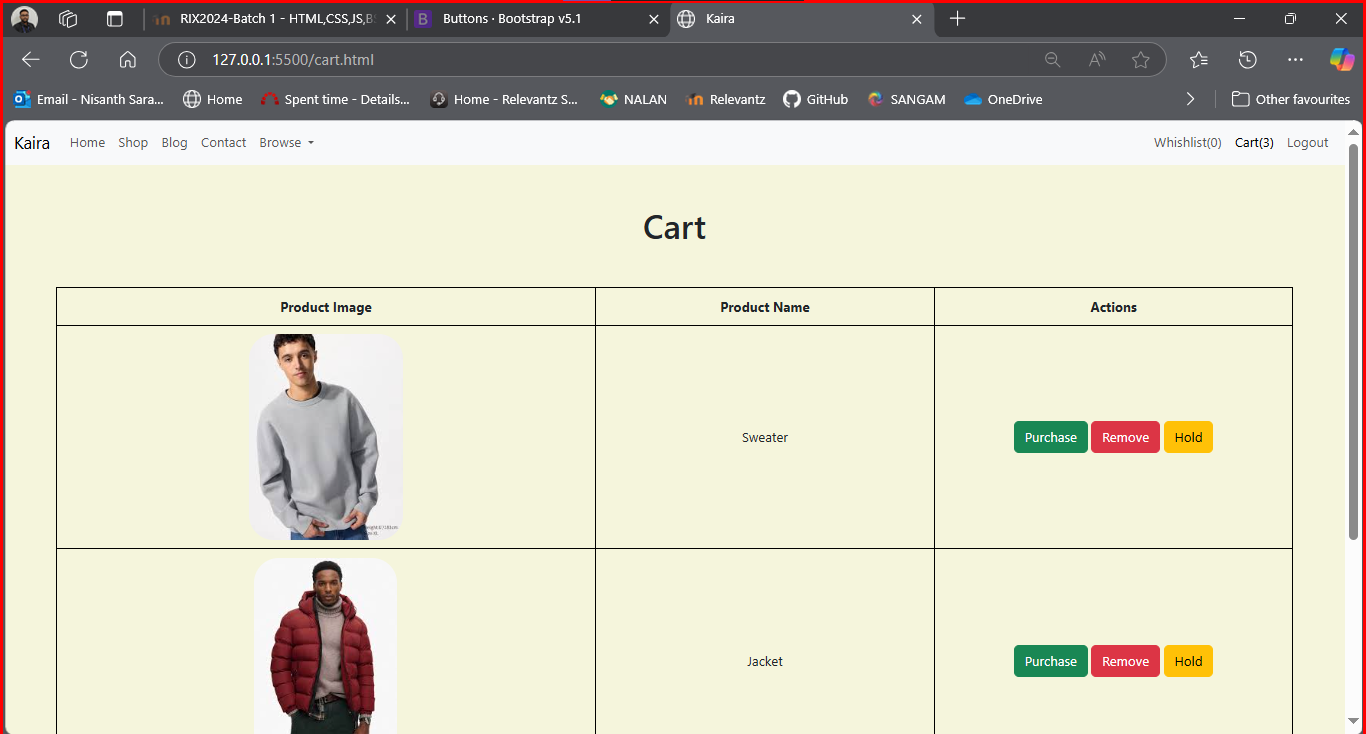 RIX2024-Batch 1 - HTML,CSS,JS,BS
Buttons · Bootstrap v5.1
Kaira
127.0.0.1:5500/cart.html
Email - Nisanth Sara...
Home
Spent time - Details...
Home - Relevantz S...
NALAN
Relevantz
GitHub
SANGAM
OneDrive
Other favourites
Kaira Home Shop Blog Contact Browse Whishlist(0) Cart(3) Logout
Cart
Product Image Product Name Actions
Sweater Purchase Remove Hold
Jacket Purchase Remove Hold